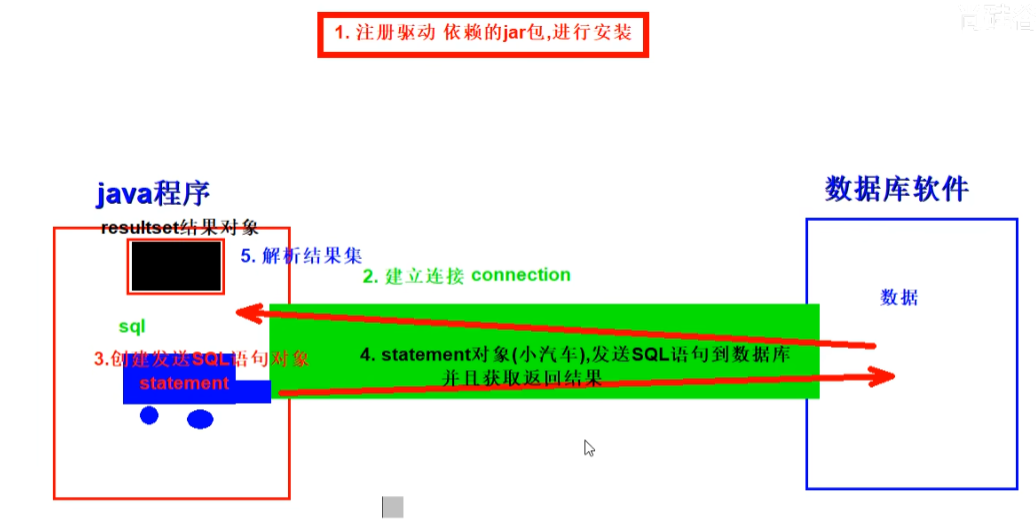 1. 注册驱动 依赖的jar包,进行安装
java程序
数据库软件
resultset结果对象
5. 解析结果集
2. 建立连接 connection
数据
sql
3.创建发送SQL语句对象
statement
4. statement对象(小汽车),发送SQL语句到数据库
并且获取返回结果